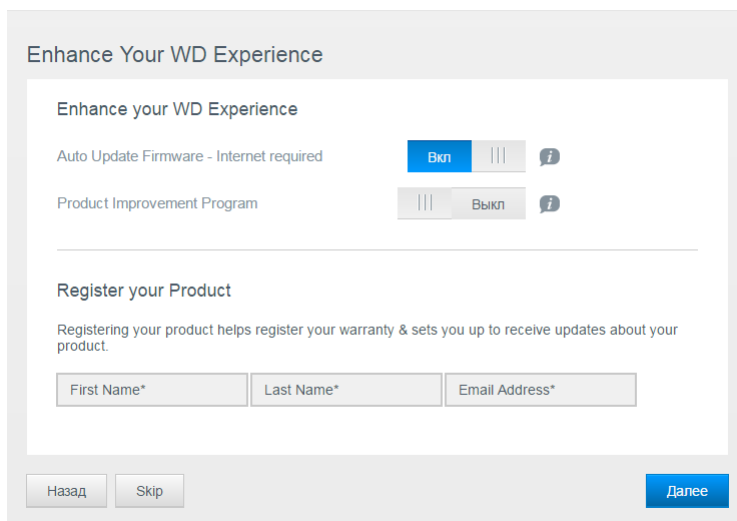 Enhance Your WD Experience
Enhance your WD Experience
Auto Update Firmware - Internet required
Вкл
Product Improvement Program
Выкл
Register your Product
Registering your product helps register your warranty & sets you up to receive updates about your
product.
First Name*
Last Name*
Email Address*
Назад
Skip
Далее